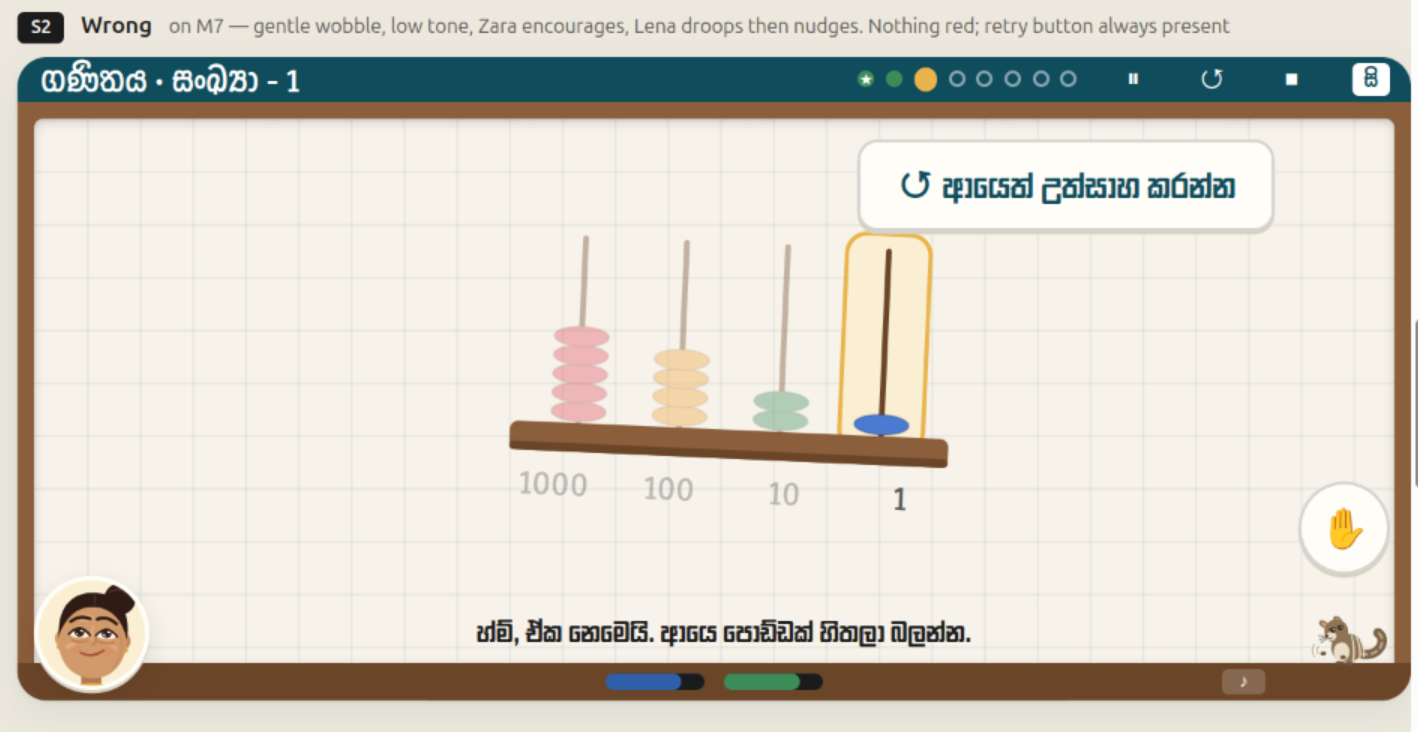 S2 Wrong on M7 — gentle wobble, low tone, Zara encourages, Lena droops then nudges. Nothing red; retry button always present
ගණිතය · සංඛ්‍යා - 1
සිං
↺ ආයෙත් උත්සාහ කරන්න
1000 100 10 1
හ්ම්, ඒක නෙමෙයි. ආයෙ පොඩ්ඩක් හිතලා බලන්න.